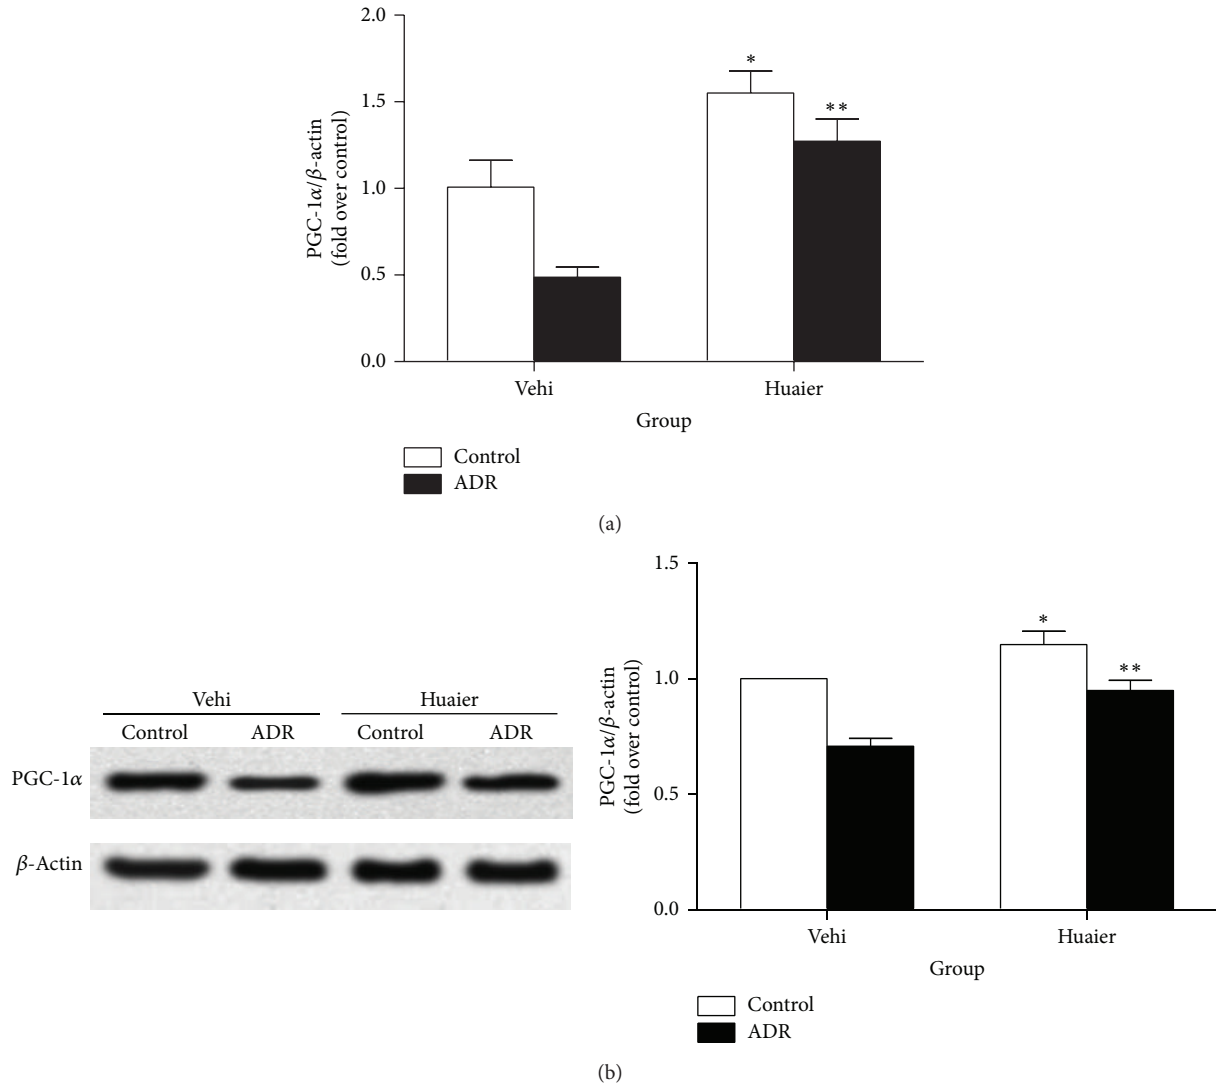 2.0
1.5
1.0
0.5
0.0
PGC-1α/β-actin
(fold over control)
*
**
Vehi
Huaier
Group
Control
ADR
(a)
Vehi
Huaier
Control
ADR
Control
ADR
PGC-1α
β-Actin
1.5
1.0
0.5
0.0
PGC-1α/β-actin
(fold over control)
*
**
Vehi
Huaier
Group
Control
ADR
(b)